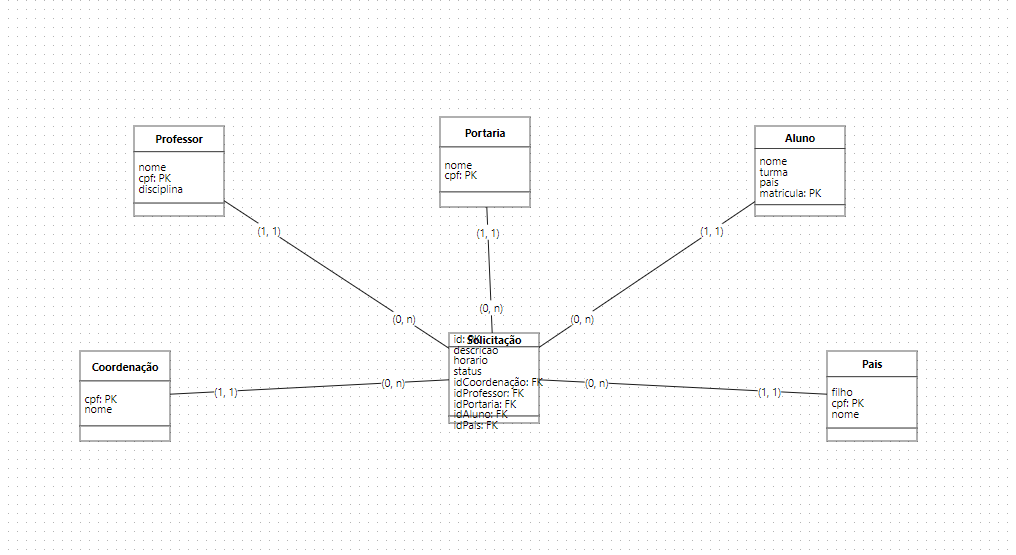 Professor
nome
cpf: PK
disciplina
Portaria
nome
cpf: PK
Aluno
nome
turma
pais
matricula: PK
(1, 1)
(1, 1)
(1, 1)
(0, n)
(0, n)
(0, n)
Solicitação
id: PK
descricao
horario
status
idCoordenação: FK
idProfessor: FK
idPortaria: FK
idAluno: FK
idPais: FK
Coordenação
cpf: PK
nome
(1, 1)
(0, n)
(0, n)
(1, 1)
Pais
filho
cpf: PK
nome